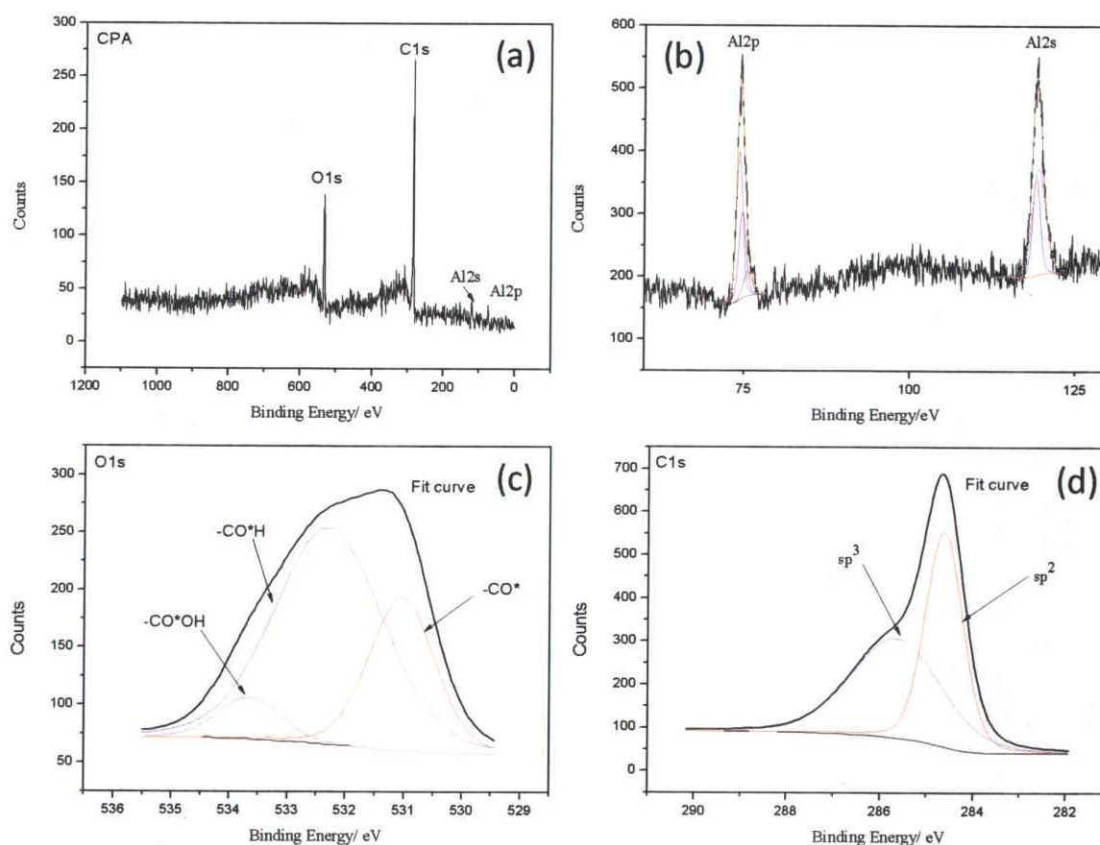 CPA
(a)
C1s
O1s
Al2s
Al2p
Counts
300
250
200
150
100
50
0
1200
1000
800
600
400
200
0
Binding Energy/ eV
(b)
Al2p
Al2s
Counts
600
500
400
300
200
100
75
100
125
Binding Energy/ eV
O1s
(c)
Fit curve
-CO*H
-CO*
-CO*OH
Counts
300
250
200
150
100
50
536
535
534
533
532
531
530
529
Binding Energy/ eV
C1s
(d)
Fit curve
sp3
sp2
Counts
700
600
500
400
300
200
100
0
290
288
286
284
282
Binding Energy/ eV